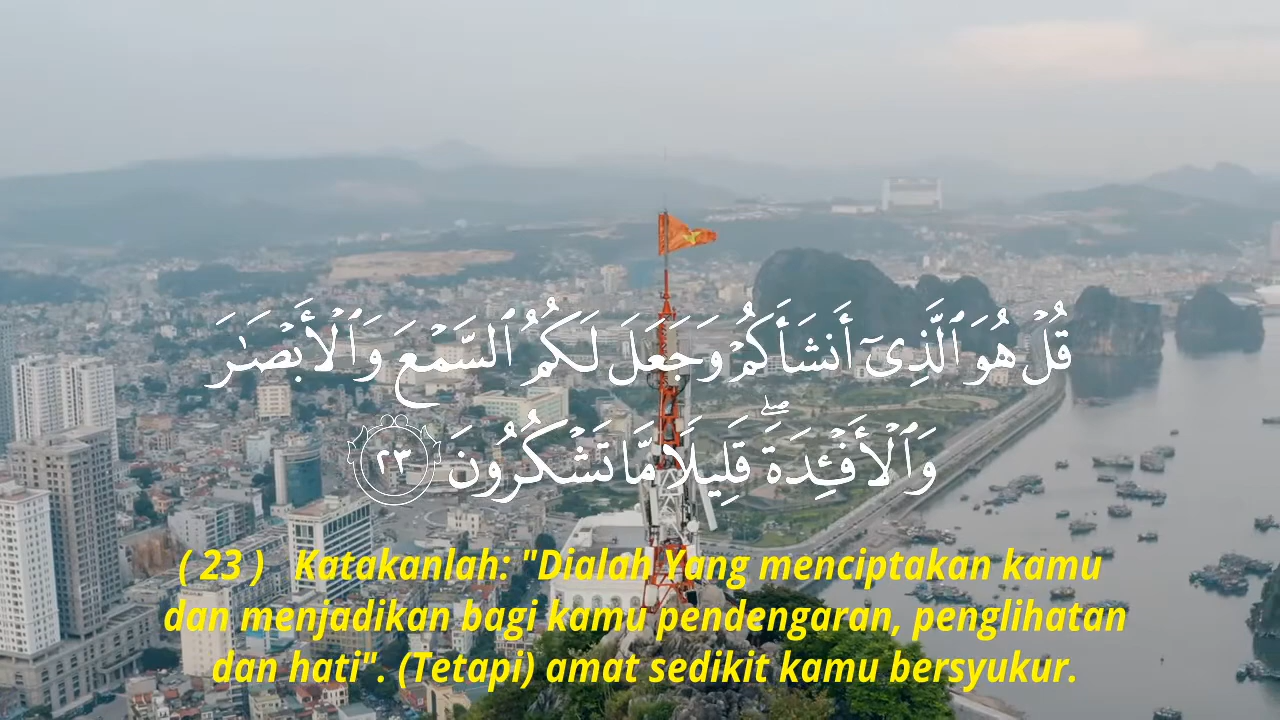 قُلْ هُوَ ٱلَّذِىٓ أَنشَأَكُمْ وَجَعَلَ لَكُمُ ٱلسَّمْعَ وَٱلْأَبْصَٰرَ
وَٱلْأَفْـِٔدَةَ ۖ قَلِيلًا مَّا تَشْكُرُونَ ٢٣
( 23 ) Katakanlah: "Dialah Yang menciptakan kamu
dan menjadikan bagi kamu pendengaran, penglihatan
dan hati". (Tetapi) amat sedikit kamu bersyukur.